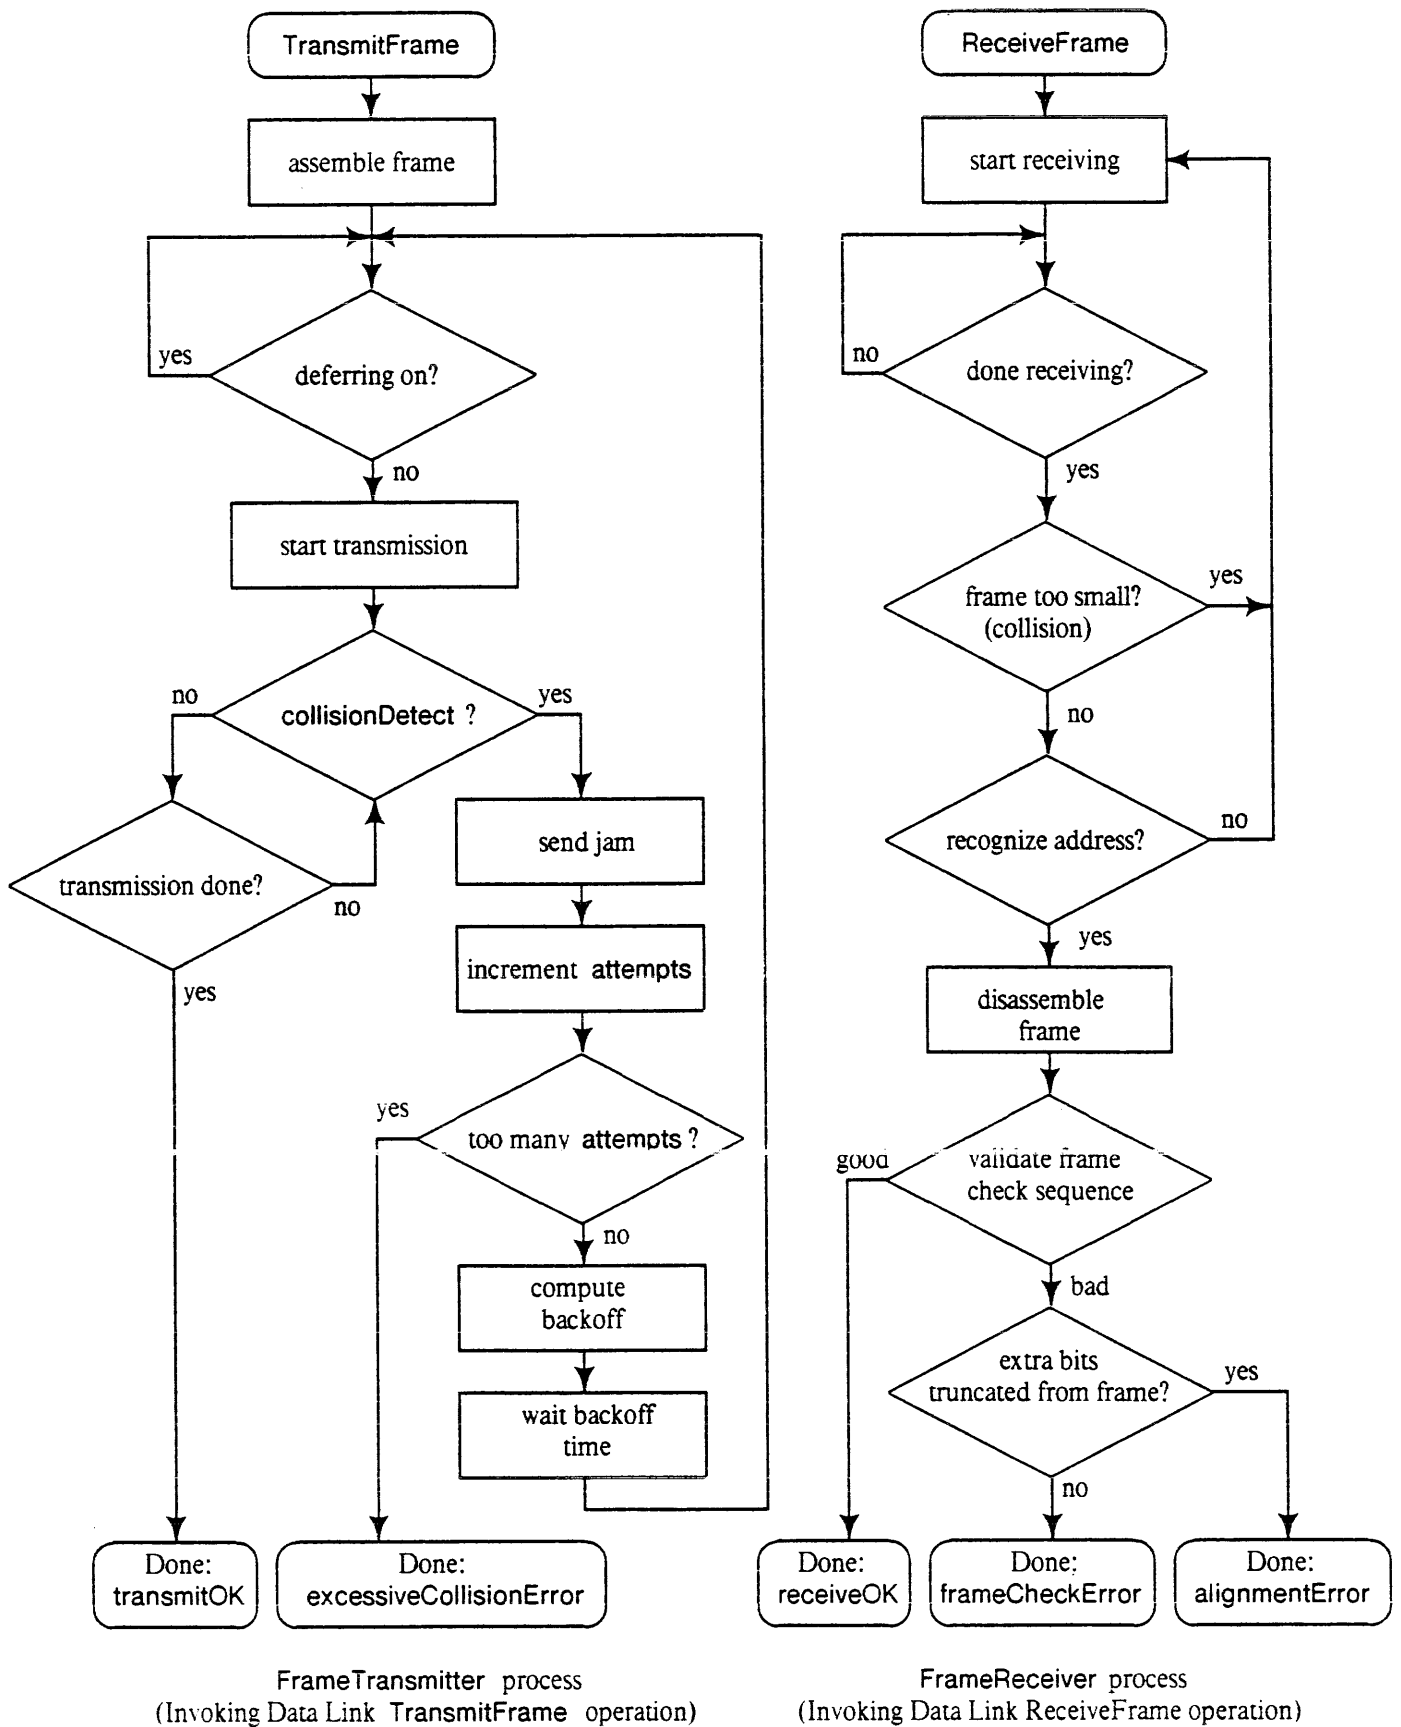 TransmitFrame
assemble frame
yes
deferring on?
no
start transmission
no
collisionDetect ?
yes
transmission done?
no
yes
send jam
increment attempts
yes
too many attempts ?
no
compute
backoff
wait backoff
time
Done:
transmitOK
Done:
excessiveCollisionError
FrameTransmitter process
(Invoking Data Link TransmitFrame operation)
ReceiveFrame
start receiving
no
done receiving?
yes
frame too small?
(collision)
yes
no
recognize address?
no
yes
disassemble
frame
good
validate frame
check sequence
bad
extra bits
truncated from frame?
yes
no
Done:
receiveOK
Done:
frameCheckError
Done:
alignmentError
FrameReceiver process
(Invoking Data Link ReceiveFrame operation)